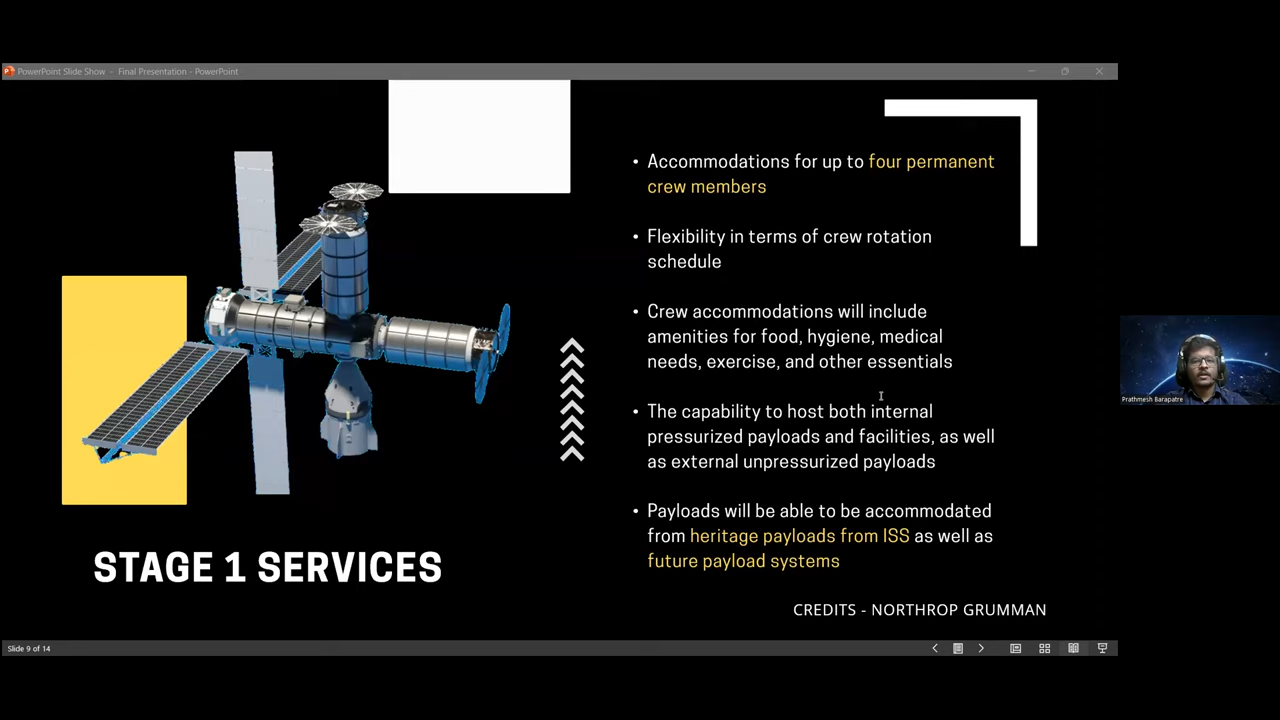 PowerPoint Slide Show - Final Presentation - PowerPoint
• Accommodations for up to four permanent
crew members
• Flexibility in terms of crew rotation
schedule
• Crew accommodations will include
amenities for food, hygiene, medical
needs, exercise, and other essentials
• The capability to host both internal
pressurized payloads and facilities, as well
as external unpressurized payloads
• Payloads will be able to be accommodated
from heritage payloads from ISS as well as
future payload systems
STAGE 1 SERVICES
CREDITS - NORTHROP GRUMMAN
Prathmesh Barapatre
Slide 9 of 14